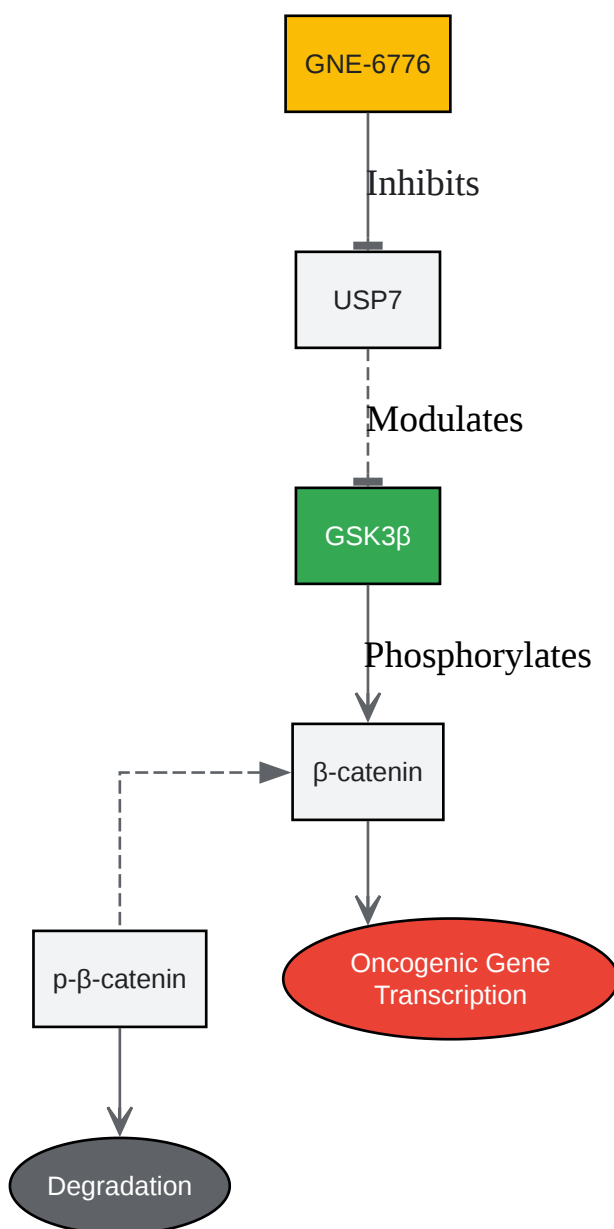 GNE-6776
Inhibits
USP7
Modulates
GSK3β
Phosphorylates
β-catenin
p-β-catenin
Oncogenic Gene
Transcription
Degradation